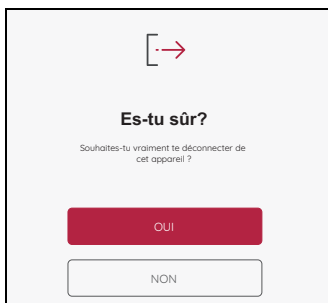 Es-tu sûr?
Souhaites-tu vraiment te déconnecter de
cet appareil ?
OUI
NON